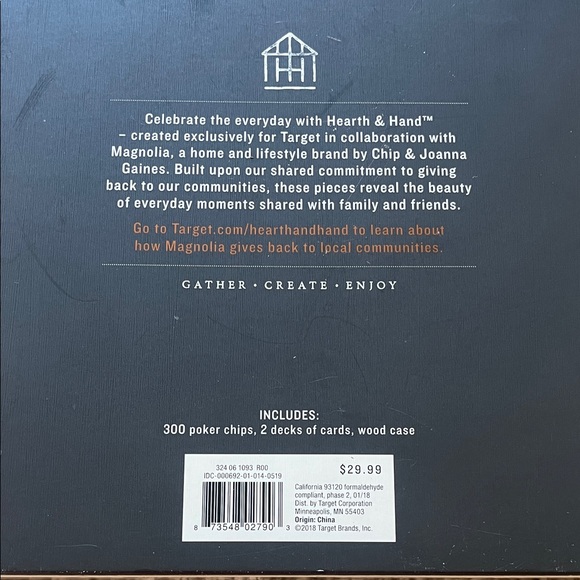 Celebrate the everyday with Hearth & Hand™
– created exclusively for Target in collaboration with
Magnolia, a home and lifestyle brand by Chip & Joanna
Gaines. Built upon our shared commitment to giving
back to our communities, these pieces reveal the beauty
of everyday moments shared with family and friends.
Go to Target.com/hearthandhand to learn about
how Magnolia gives back to local communities.
GATHER • CREATE • ENJOY
INCLUDES:
300 poker chips, 2 decks of cards, wood case
324 06 1093 R00
IDC-000692-01-014-0519
8 73548 02790 3
$29.99
California 93120 formaldehyde
compliant, phase 2, 01/18
Dist. by Target Corporation
Minneapolis, MN 55403
Origin: China
©2018 Target Brands, Inc.